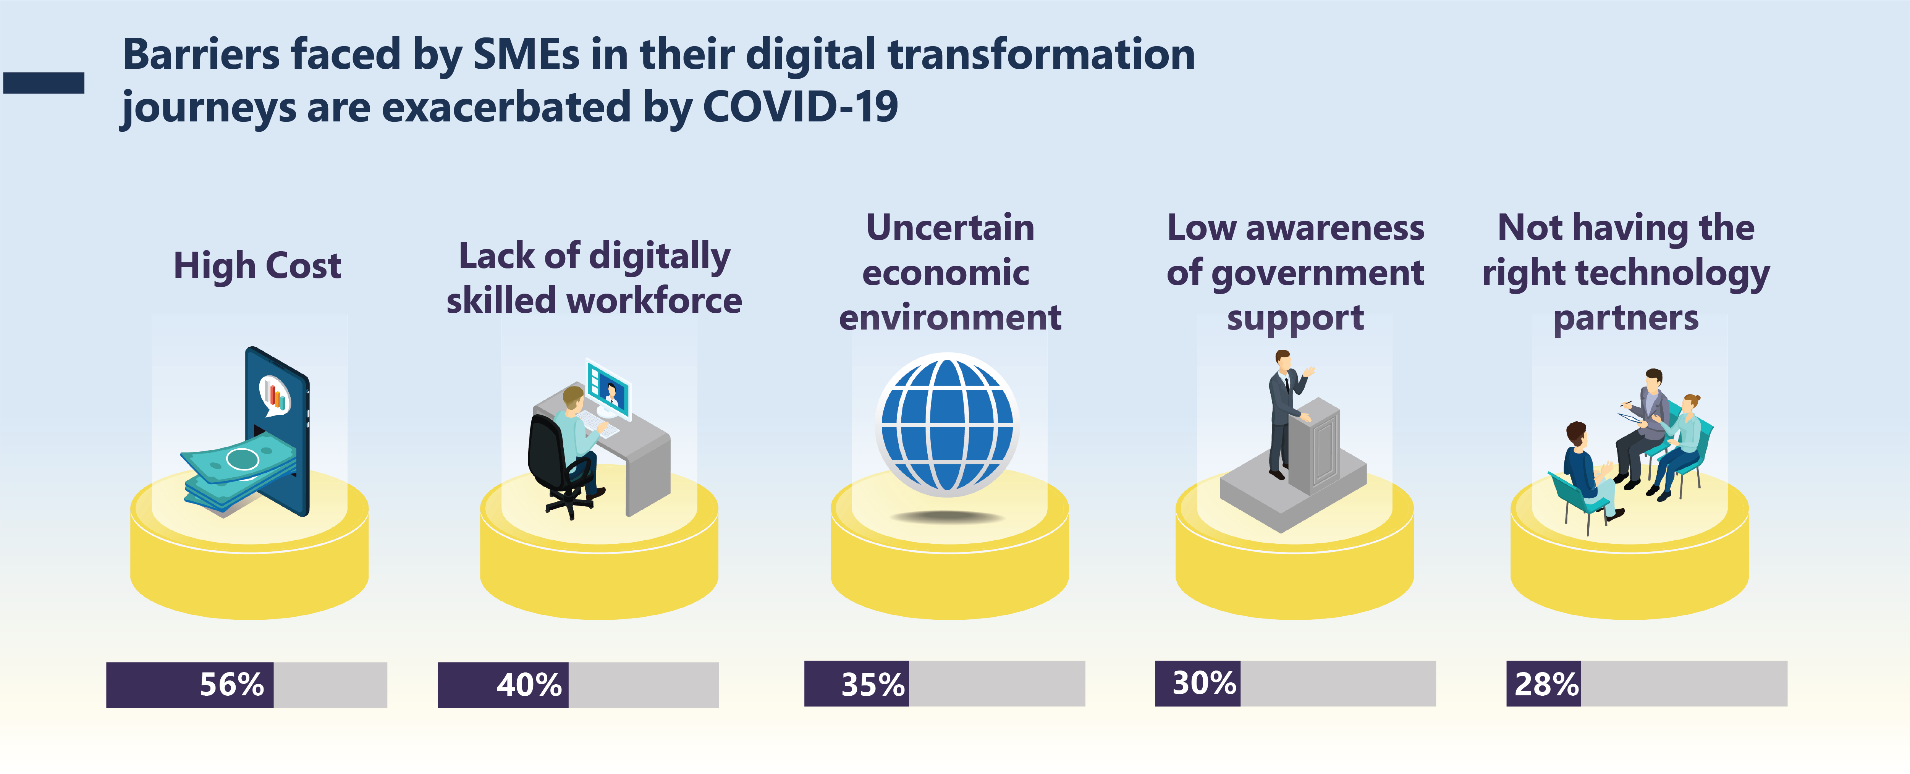 Barriers faced by SMEs in their digital transformation
journeys are exacerbated by COVID-19
High Cost
Lack of digitally
skilled workforce
Uncertain
economic
environment
Low awareness
of government
support
Not having the
right technology
partners
56%
40%
35%
30%
28%